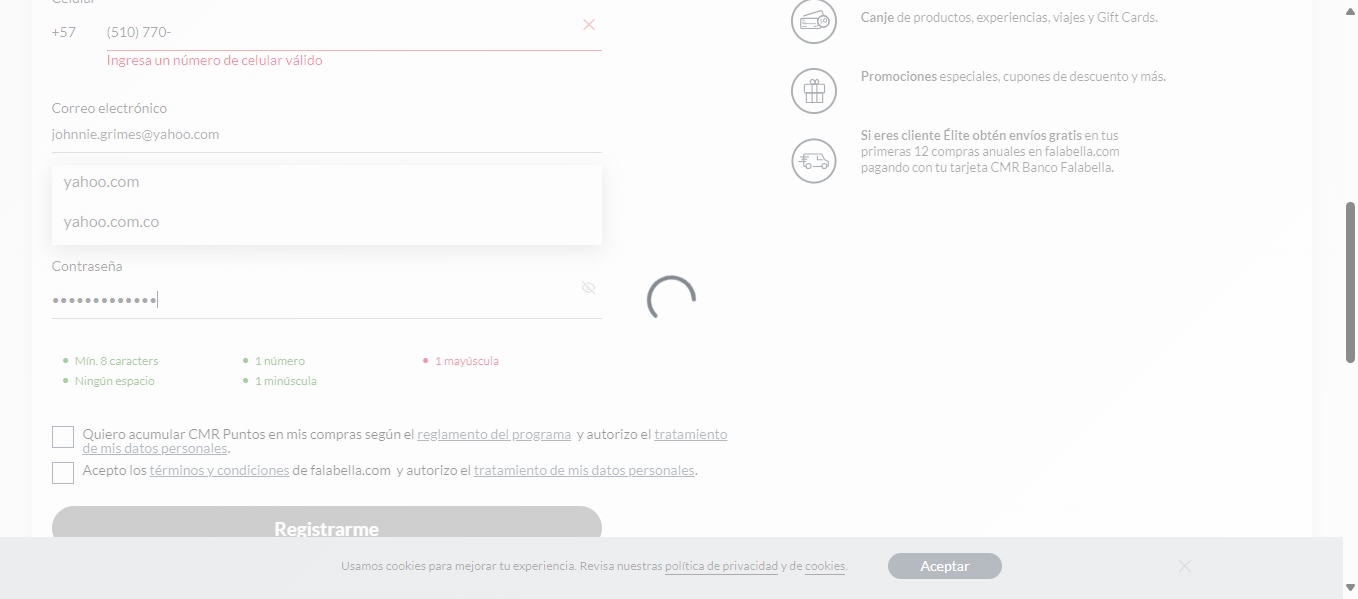 Celular
+57 (510) 770-
Ingresa un número de celular válido
Correo electrónico
johnnie.grimes@yahoo.com
yahoo.com
yahoo.com.co
Contraseña
•••••••••••••
• Mín. 8 caracters • 1 número • 1 mayúscula
• Ningún espacio • 1 minúscula
Quiero acumular CMR Puntos en mis compras según el reglamento del programa y autorizo el tratamiento
de mis datos personales.
Acepto los términos y condiciones de falabella.com y autorizo el tratamiento de mis datos personales.
Registrarme
Canje de productos, experiencias, viajes y Gift Cards.
Promociones especiales, cupones de descuento y más.
Si eres cliente Élite obtén envíos gratis en tus
primeras 12 compras anuales en falabella.com
pagando con tu tarjeta CMR Banco Falabella.
Usamos cookies para mejorar tu experiencia. Revisa nuestras política de privacidad y de cookies.
Aceptar